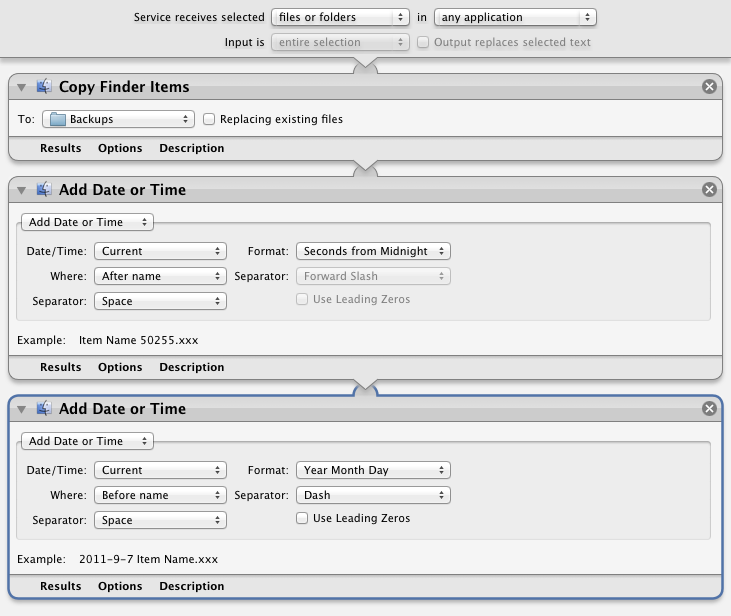 Service receives selected files or folders in any application
Input is entire selection Output replaces selected text
Copy Finder Items
To: Backups Replacing existing files
Results Options Description
Add Date or Time
Add Date or Time
Date/Time: Current Format: Seconds from Midnight
Where: After name Separator: Forward Slash
Separator: Space Use Leading Zeros
Example: Item Name 50255.xxx
Results Options Description
Add Date or Time
Add Date or Time
Date/Time: Current Format: Year Month Day
Where: Before name Separator: Dash
Separator: Space Use Leading Zeros
Example: 2011-9-7 Item Name.xxx
Results Options Description